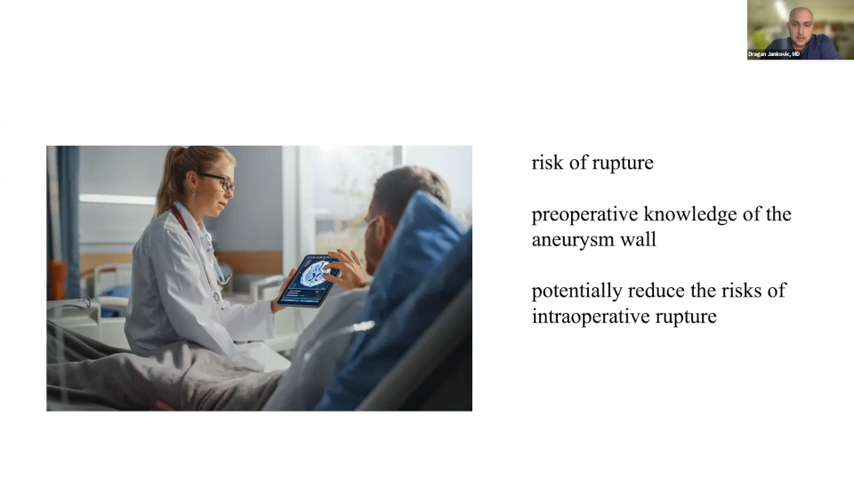 Dragan Jankovic, MD
risk of rupture
preoperative knowledge of the
aneurysm wall
potentially reduce the risks of
intraoperative rupture